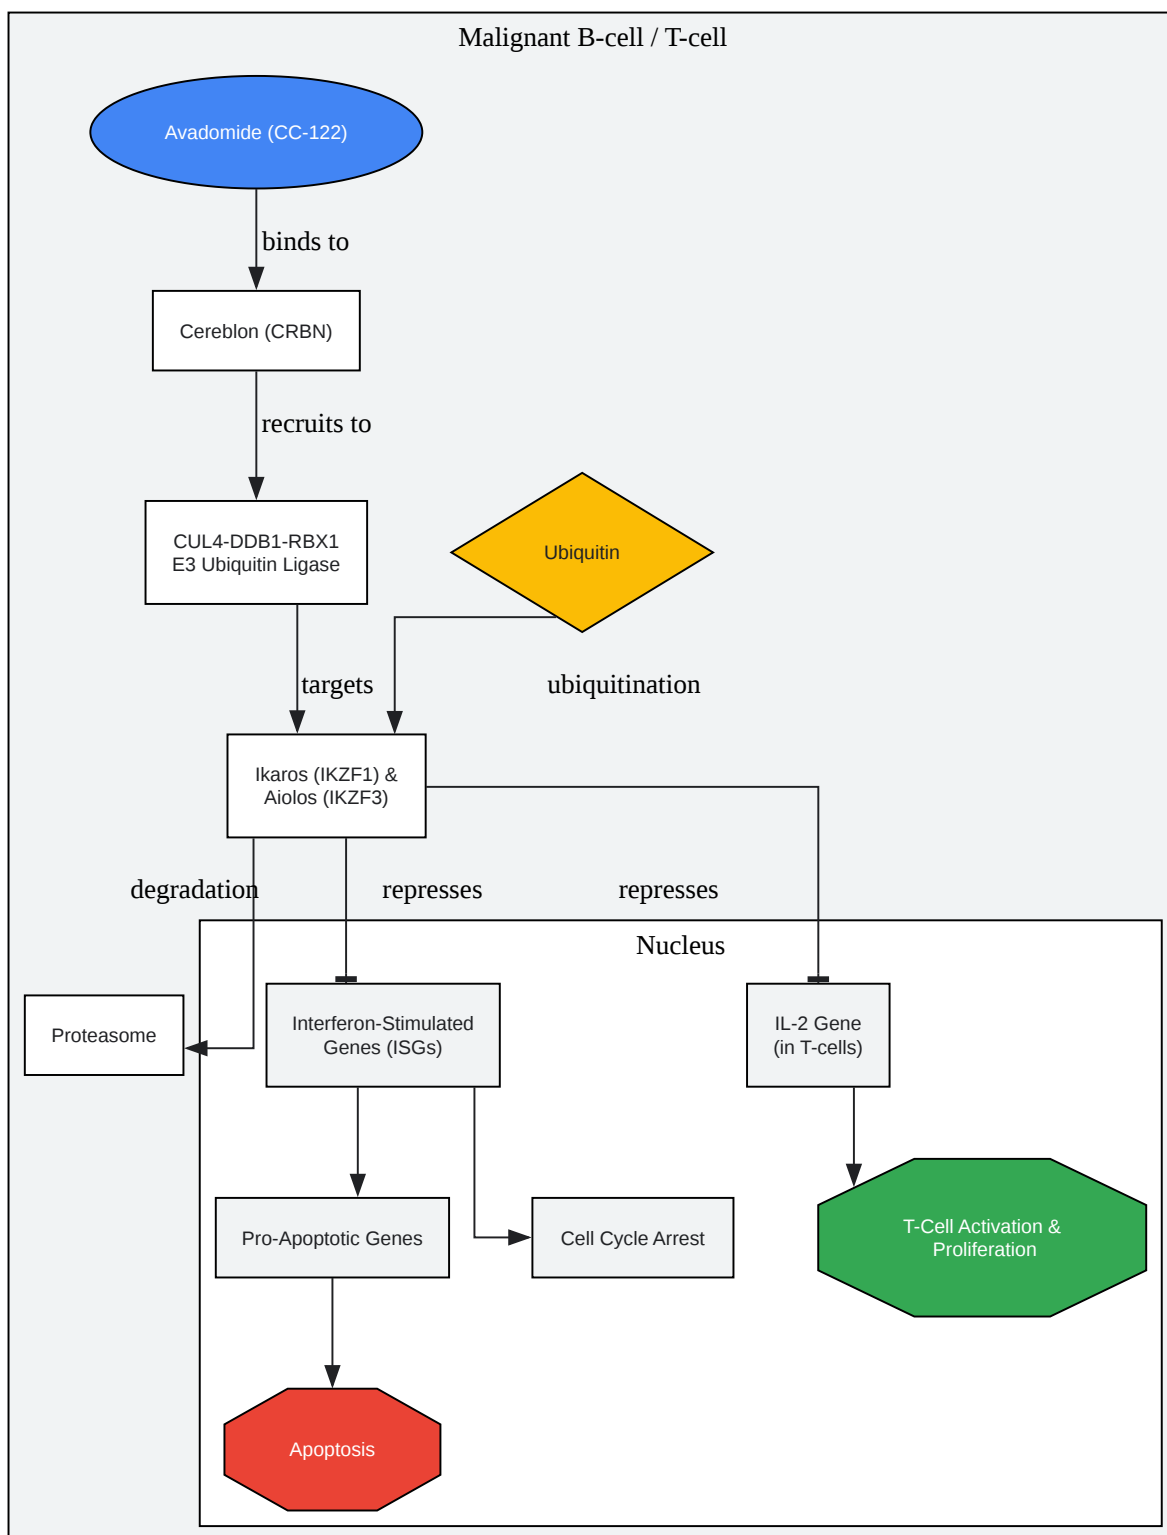 Malignant B-cell / T-cell
Avadomide (CC-122)
binds to
Cereblon (CRBN)
recruits to
CUL4-DDB1-RBX1
E3 Ubiquitin Ligase
Ubiquitin
targets
ubiquitination
Ikaros (IKZF1) &
Aiolos (IKZF3)
degradation
represses
represses
Nucleus
Proteasome
Interferon-Stimulated
Genes (ISGs)
IL-2 Gene
(in T-cells)
Pro-Apoptotic Genes
Cell Cycle Arrest
T-Cell Activation &
Proliferation
Apoptosis